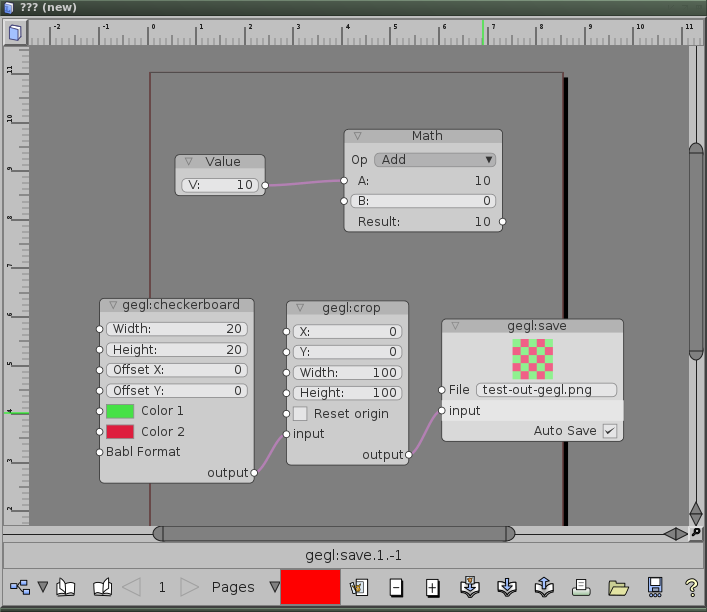 ??? (new)
-2 -1 0 1 2 3 4 5 6 7 8 9 10 11
11
10
9
8
7
6
5
4
3
2
Value
V: 10
Math
Op Add
A: 10
B: 0
Result: 10
gegl:checkerboard
Width: 20
Height: 20
Offset X: 0
Offset Y: 0
Color 1
Color 2
Babl Format
output
gegl:crop
X: 0
Y: 0
Width: 100
Height: 100
Reset origin
input
output
gegl:save
File test-out-gegl.png
input
Auto Save
gegl:save.1.-1
1 Pages